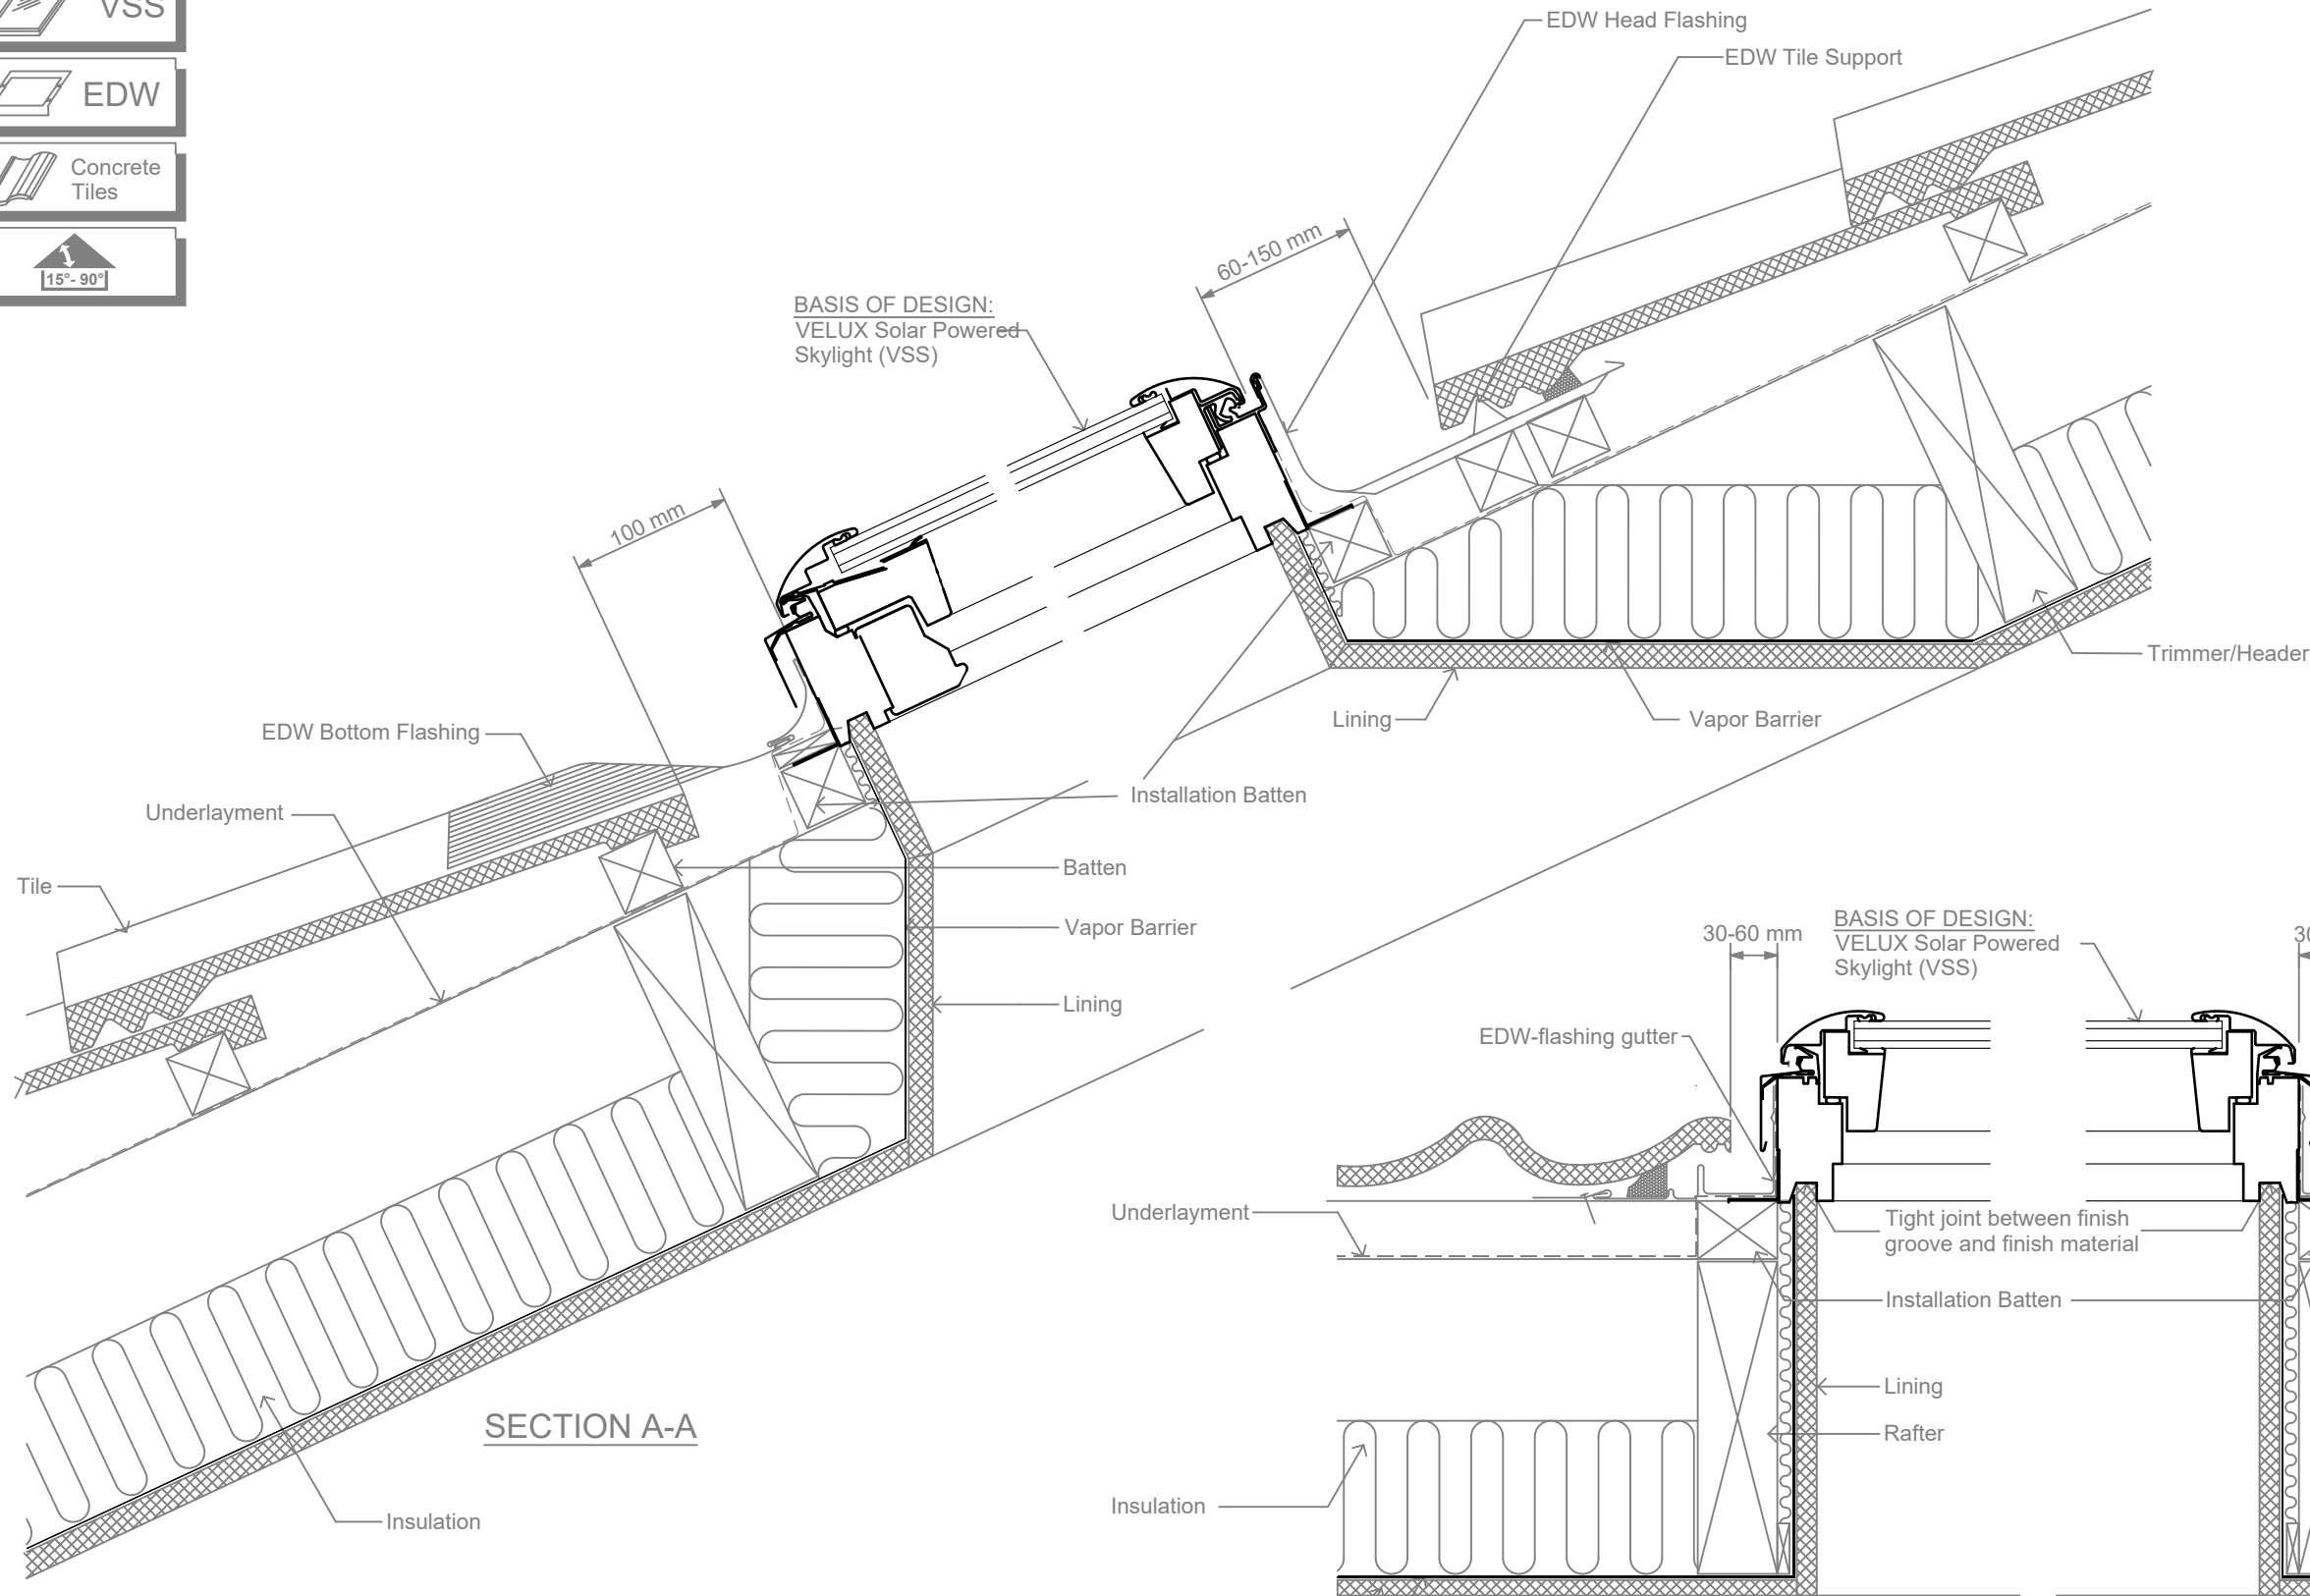 VSS
EDW
Concrete
Tiles
15°- 90°
EDW Head Flashing
EDW Tile Support
60-150 mm
BASIS OF DESIGN:
VELUX Solar Powered
Skylight (VSS)
100 mm
Trimmer/Header
Lining
Vapor Barrier
EDW Bottom Flashing
Installation Batten
Underlayment
Batten
Tile
Vapor Barrier
Lining
SECTION A-A
Insulation
30-60 mm
BASIS OF DESIGN:
VELUX Solar Powered
Skylight (VSS)
EDW-flashing gutter
Underlayment
Tight joint between finish
groove and finish material
Installation Batten
Lining
Rafter
Insulation